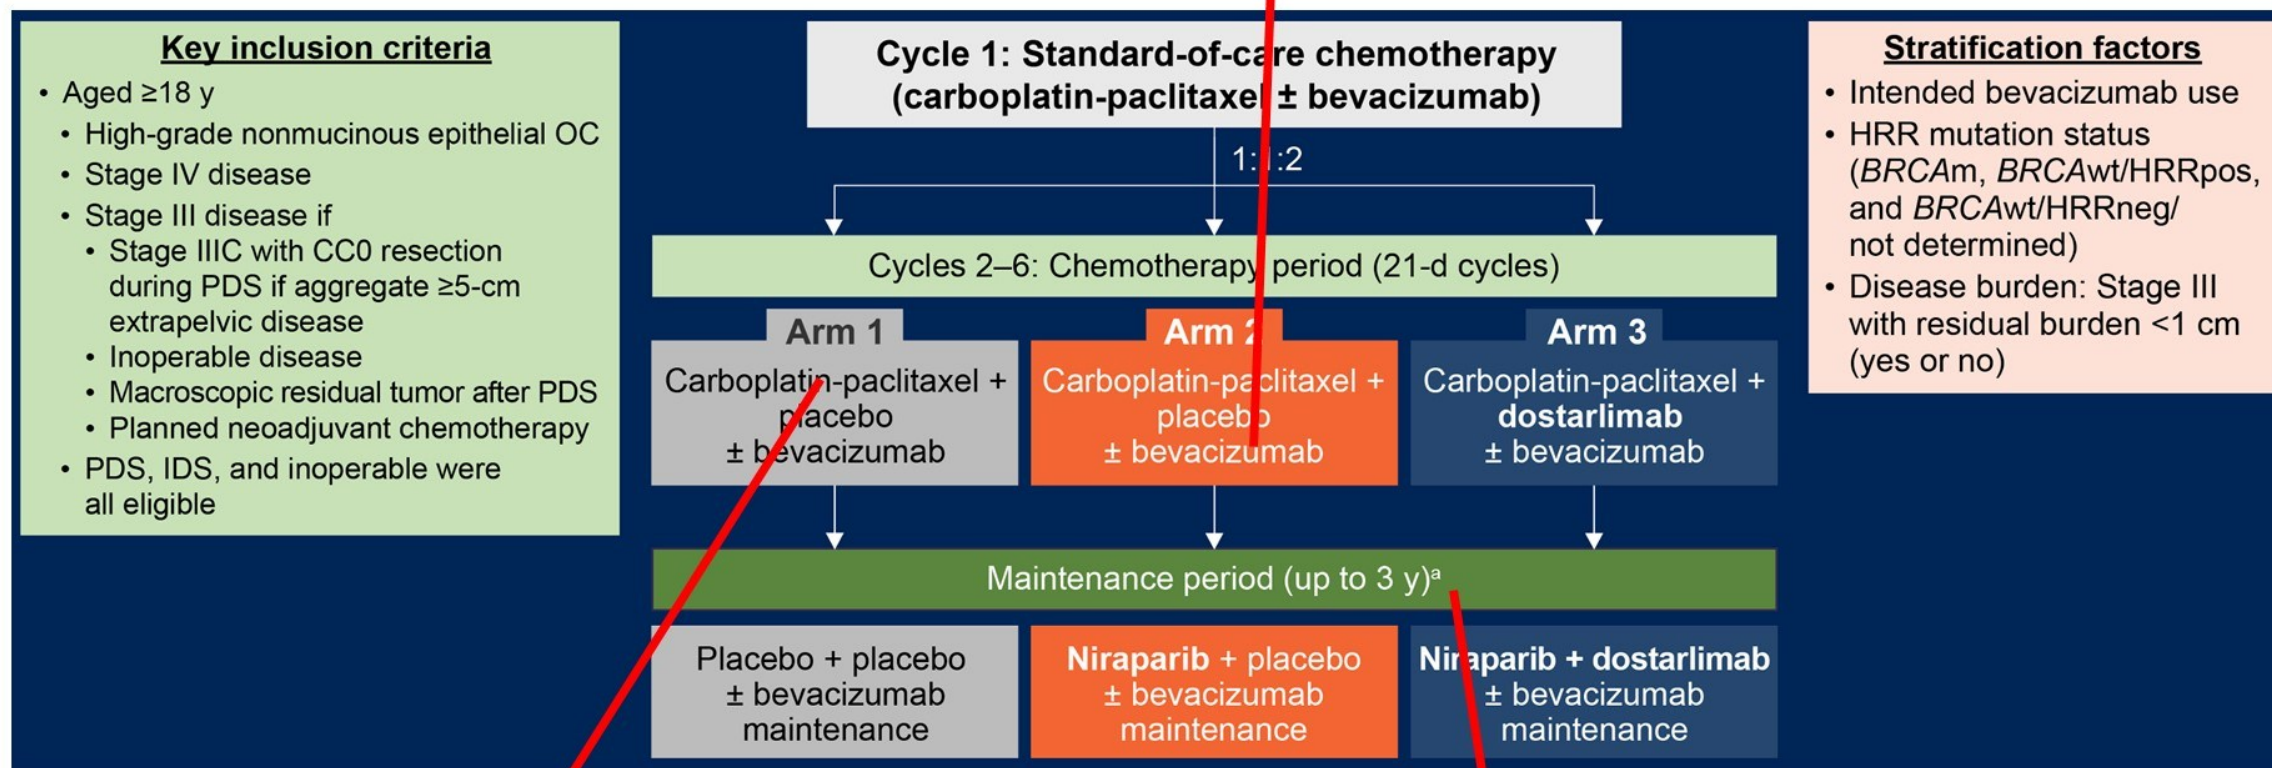 Key inclusion criteria
• Aged ≥18 y
• High-grade nonmucinous epithelial OC
• Stage IV disease
• Stage III disease if
• Stage IIIC with CC0 resection
during PDS if aggregate ≥5-cm
extrapelvic disease
• Inoperable disease
• Macroscopic residual tumor after PDS
• Planned neoadjuvant chemotherapy
• PDS, IDS, and inoperable were
all eligible
Cycle 1: Standard-of-care chemotherapy
(carboplatin-paclitaxel ± bevacizumab)
1:1:2
Cycles 2–6: Chemotherapy period (21-d cycles)
Arm 1
Carboplatin-paclitaxel +
placebo
± bevacizumab
Arm 2
Carboplatin-paclitaxel +
placebo
± bevacizumab
Arm 3
Carboplatin-paclitaxel +
dostarlimab
± bevacizumab
Maintenance period (up to 3 y)ᵃ
Placebo + placebo
± bevacizumab
maintenance
Niraparib + placebo
± bevacizumab
maintenance
Niraparib + dostarlimab
± bevacizumab
maintenance
Stratification factors
• Intended bevacizumab use
• HRR mutation status
(BRCAm, BRCAwt/HRRpos,
and BRCAwt/HRRneg/
not determined)
• Disease burden: Stage III
with residual burden <1 cm
(yes or no)